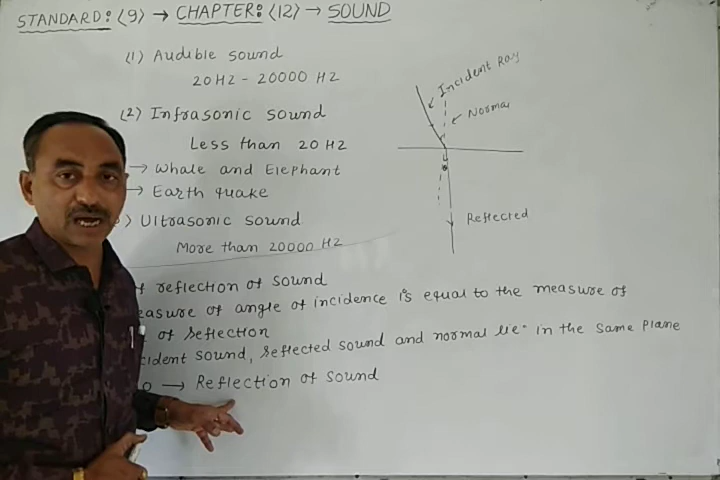 STANDARD: <9> → CHAPTER: <12> → SOUND
<1> Audible sound
20 HZ - 20000 HZ
<2> Infrasonic sound
Less than 20 HZ
→ Whale and Elephant
→ Earth quake
> Ultrasonic sound
More than 20000 HZ
reflection of sound
easure of angle of incidence is equal to the measure of
of reflection
cident sound, reflected sound and normal lie in the same plane
o → Reflection of sound
Incident Ray
Normal
Reflected